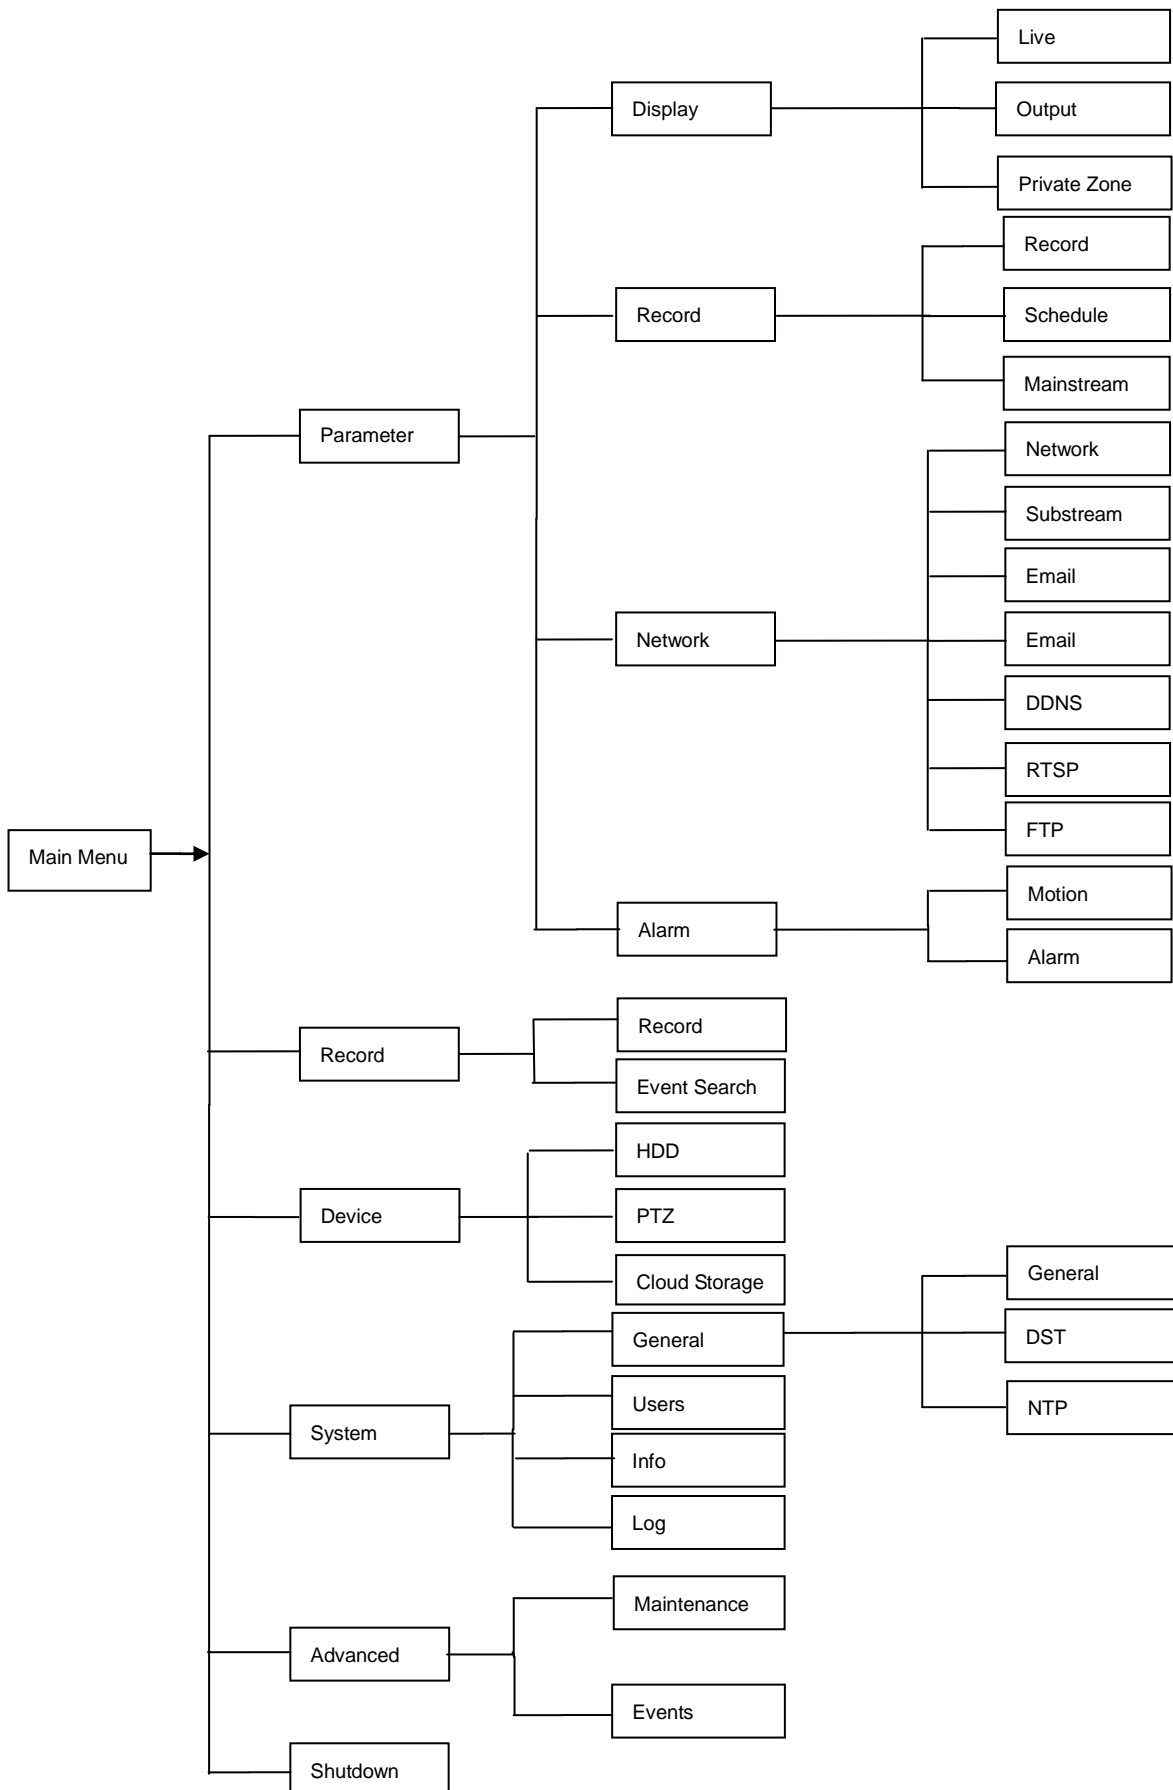 Live
Display
Output
Private Zone
Record
Record
Schedule
Mainstream
Parameter
Network
Substream
Email
Network
Email
DDNS
RTSP
FTP
Main Menu
Motion
Alarm
Alarm
Record
Record
Event Search
HDD
Device
PTZ
Cloud Storage
General
General
DST
Users
NTP
System
Info
Log
Maintenance
Advanced
Events
Shutdown